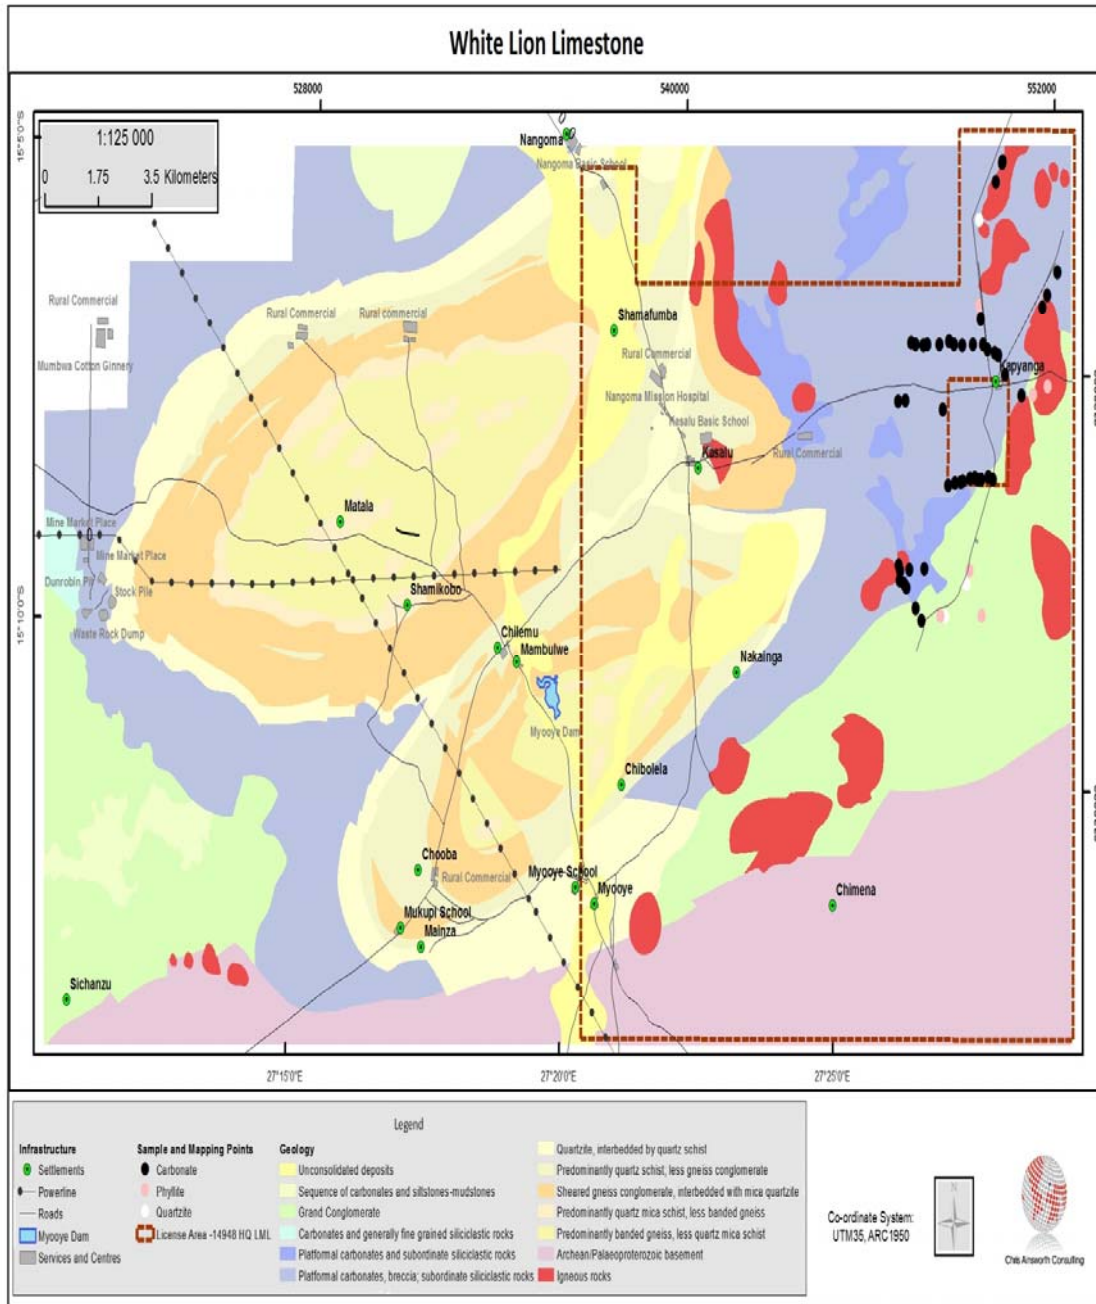 White Lion Limestone
528000
540000
552000
15°5'0"S
1:125 000
0 1.75 3.5 Kilometers
Nangoma
Nangoma Basic School
Rural Commercial
Mumbwa Cotton Ginnery
Rural Commercial
Rural commercial
Shamafumba
Rural Commercial
Nangoma Mission Hospital
Kasalu Basic School
Kasalu
Rural Commercial
Kapyanga
Matala
Mine Market Place
Mine Market Place
Dunrobin Pit
Stock Pile
Waste Rock Dump
15°10'0"S
Shamikobo
Chilemu
Mambulwe
Nakainga
Myooye Dam
Chibolela
Chooba
Rural Commercial
Myooye School
Myooye
Chimena
Mukupi School
Mainza
Sichanzu
27°15'0"E
27°20'0"E
27°25'0"E
Legend
Infrastructure
Settlements
Powerline
Roads
Myooye Dam
Services and Centres
Sample and Mapping Points
Carbonate
Phyllite
Quartzite
License Area -14948 HQ LML
Geology
Unconsolidated deposits
Sequence of carbonates and siltstones-mudstones
Grand Conglomerate
Carbonates and generally fine grained siliciclastic rocks
Platformal carbonates and subordinate siliciclastic rocks
Platformal carbonates, breccia; subordinate siliclastic rocks
Quartzite, interbedded by quartz schist
Predominantly quartz schist, less gneiss conglomerate
Sheared gneiss conglomerate, interbedded with mica quartzite
Predominantly quartz mica schist, less banded gneiss
Predominantly banded gneiss, less quartz mica schist
Archean/Palaeoproterozoic basement
Igneous rocks
Co-ordinate System:
UTM35, ARC1950
N
Chris Ainsworth Consulting